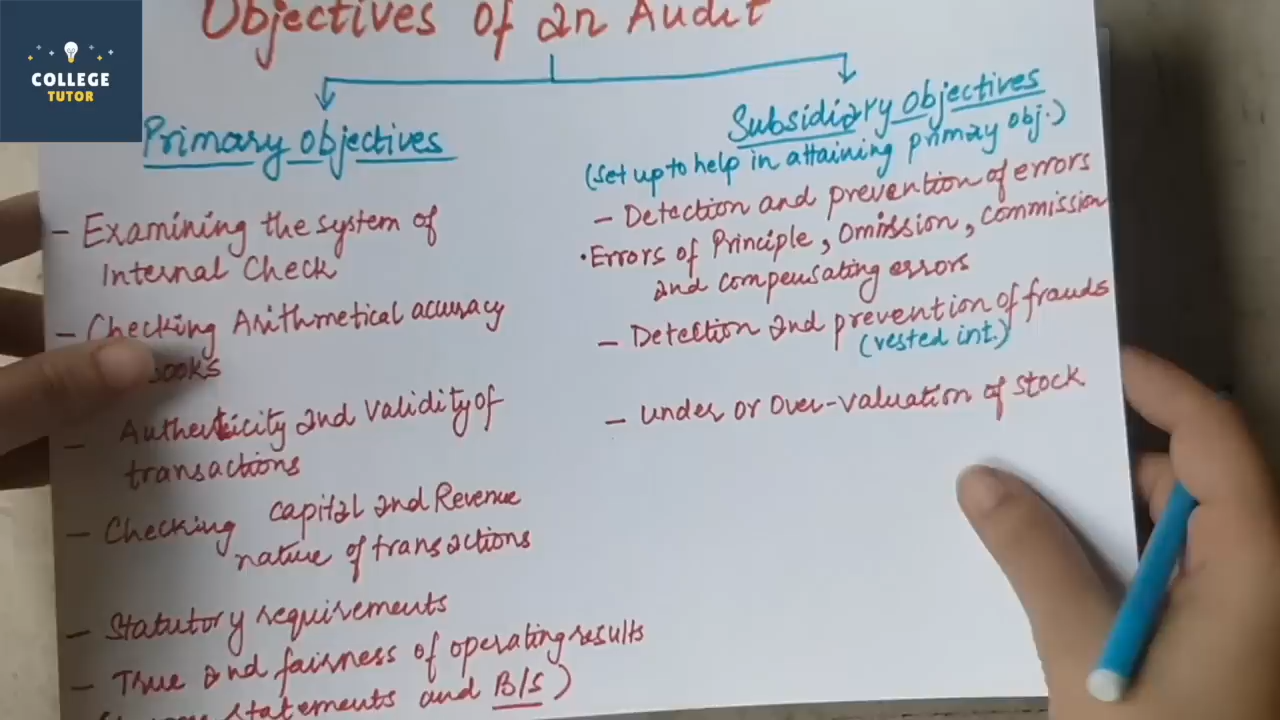 COLLEGE
TUTOR
Objectives of an Audit
Primary Objectives
- Examining the system of
Internal Check
- Checking Arithmetical accuracy
books
- Authenticity and validity of
transactions
- Checking capital and Revenue
nature of transactions
- Statutory requirements
- True and fairness of operating results
statements and B/S)
Subsidiary Objectives
(set up to help in attaining primary obj.)
- Detection and prevention of errors
• Errors of Principle, Omission, Commission
and compensating errors
- Detection and prevention of frauds
(vested int.)
- Under or Over-valuation of stock